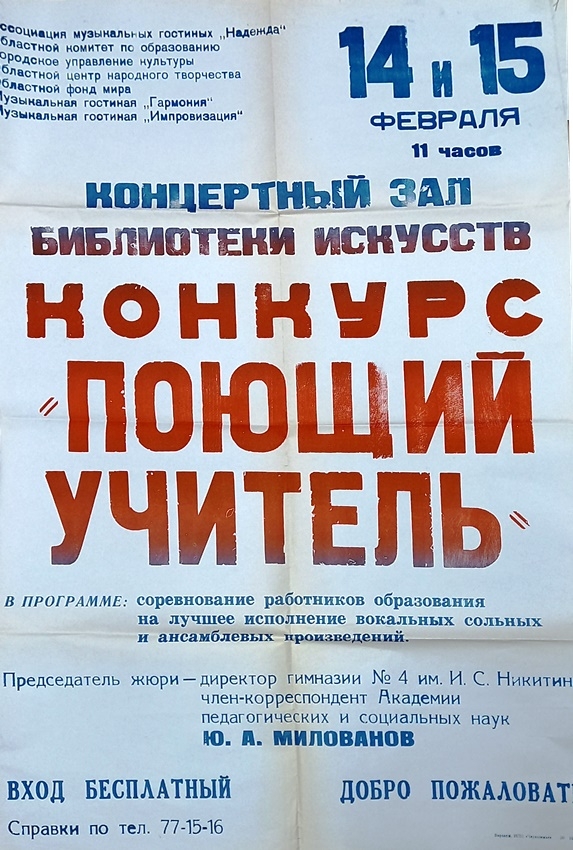 ссоциация музыкальных гостиных „Надежда"
бластной комитет по образованию
ородское управление культуры
бластной центр народного творчества
бластной фонд мира
Музыкальная гостиная „Гармония"
Музыкальная гостиная „Импровизация"
14 и 15
ФЕВРАЛЯ
11 часов
КОНЦЕРТНЫЙ ЗАЛ
БИБЛИОТЕКИ ИСКУССТВ
КОНКУРС
"ПОЮЩИЙ
УЧИТЕЛЬ"
В ПРОГРАММЕ: соревнование работников образования
на лучшее исполнение вокальных сольных
и ансамблевых произведений.
Председатель жюри — директор гимназии № 4 им. И. С. Никитин
член-корреспондент Академии
педагогических и социальных наук
Ю. А. МИЛОВАНОВ
ВХОД БЕСПЛАТНЫЙ
ДОБРО ПОЖАЛОВАТ
Справки по тел. 77-15-16